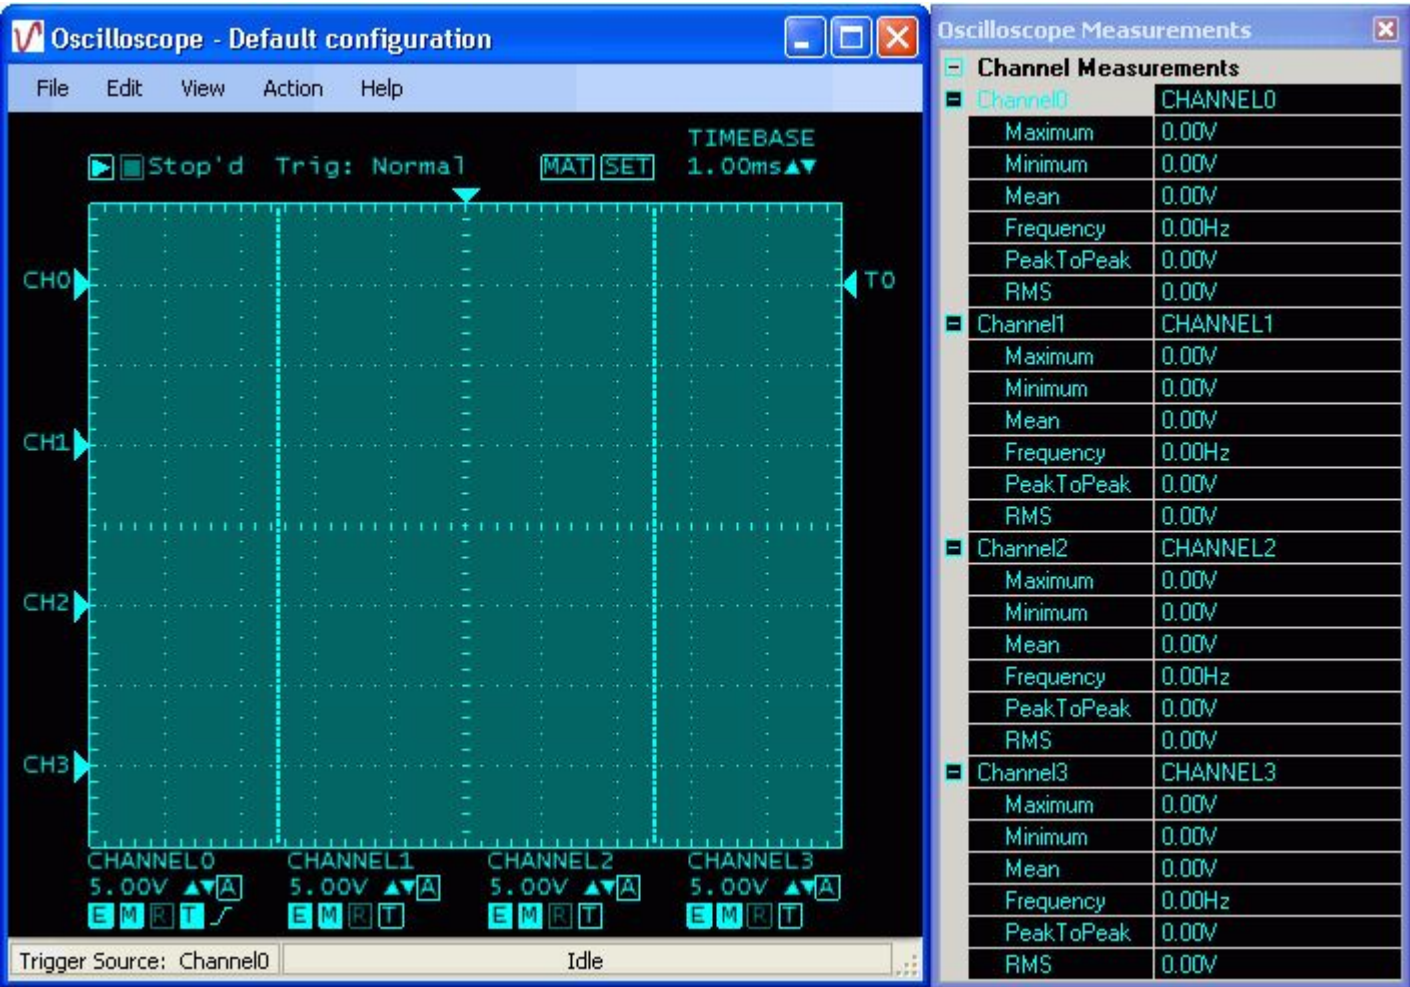 Oscilloscope - Default configuration
File Edit View Action Help
TIMEBASE
Stop'd Trig: Normal MAT SET 1.00ms
CH0
T0
CH1
CH2
CH3
CHANNEL0 CHANNEL1 CHANNEL2 CHANNEL3
5.00V A 5.00V A 5.00V A 5.00V A
E M R T E M R T E M R T E M R T
Trigger Source: Channel0 Idle
Oscilloscope Measurements
Channel Measurements
Channel0 CHANNEL0
Maximum 0.00V
Minimum 0.00V
Mean 0.00V
Frequency 0.00Hz
PeakToPeak 0.00V
RMS 0.00V
Channel1 CHANNEL1
Maximum 0.00V
Minimum 0.00V
Mean 0.00V
Frequency 0.00Hz
PeakToPeak 0.00V
RMS 0.00V
Channel2 CHANNEL2
Maximum 0.00V
Minimum 0.00V
Mean 0.00V
Frequency 0.00Hz
PeakToPeak 0.00V
RMS 0.00V
Channel3 CHANNEL3
Maximum 0.00V
Minimum 0.00V
Mean 0.00V
Frequency 0.00Hz
PeakToPeak 0.00V
RMS 0.00V